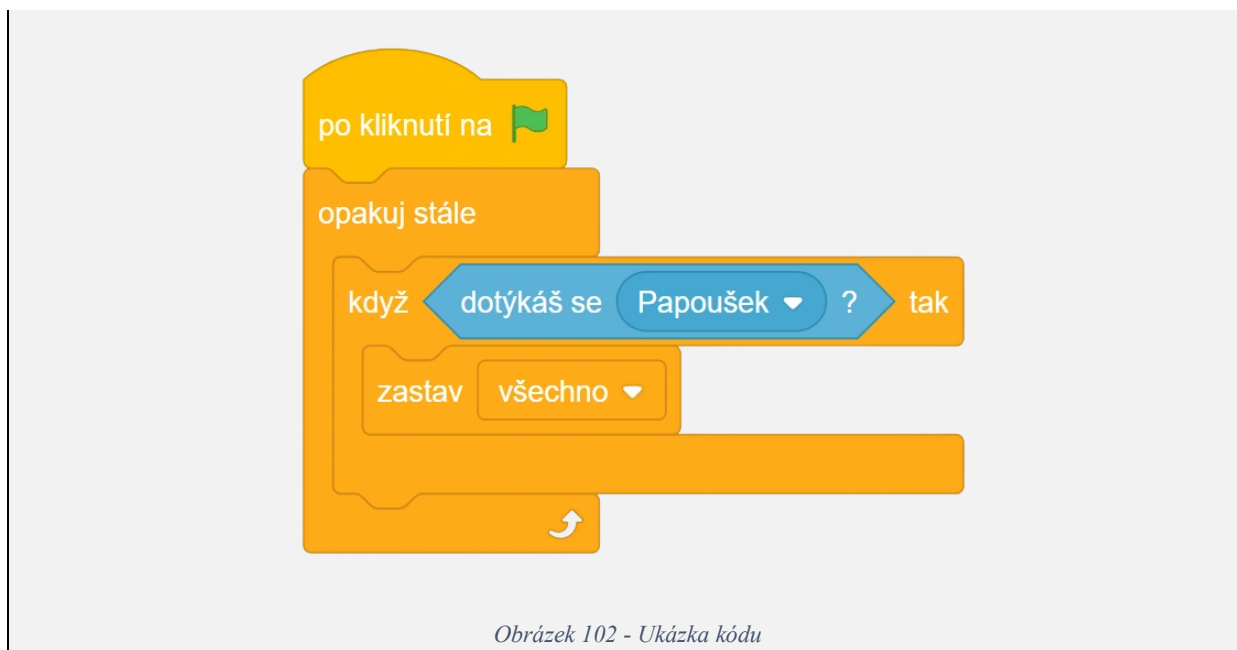 po kliknutí na
opakuj stále
když dotýkáš se Papoušek ? tak
zastav všechno
Obrázek 102 - Ukázka kódu